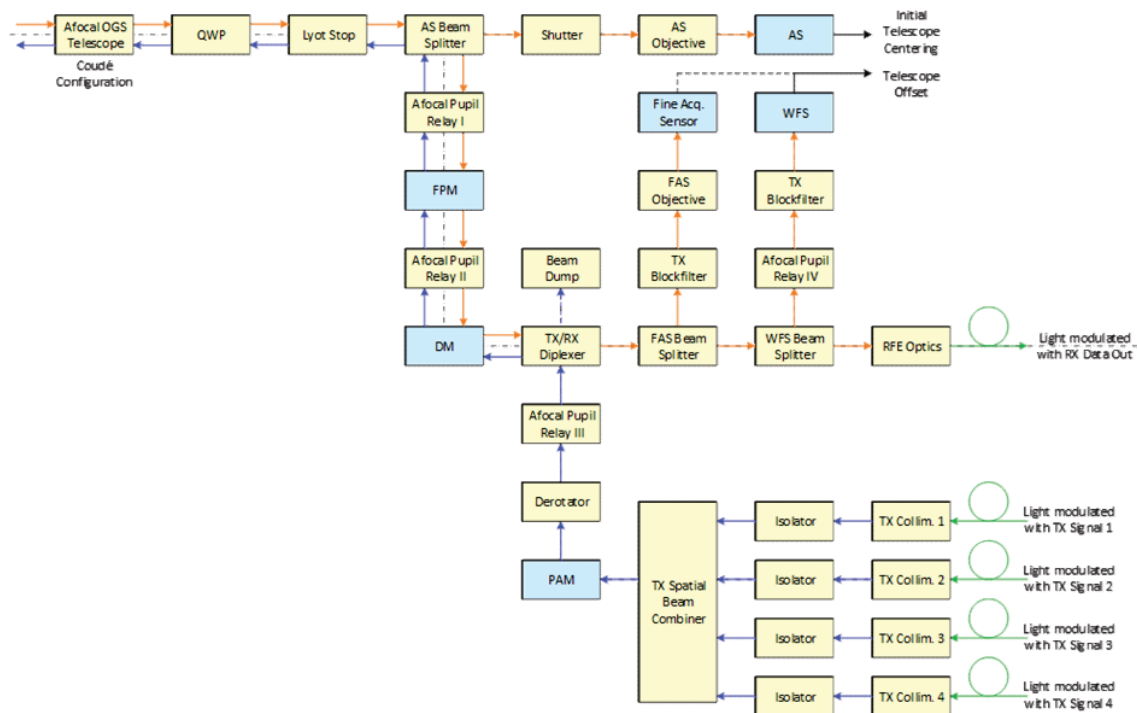 Afocal OGS
Telescope
QWP
Lyot Stop
AS Beam
Splitter
Shutter
AS
Objective
AS
Initial
Telescope
Centering
Coudé
Configuration
Telescope
Offset
Afocal Pupil
Relay I
Fine Acq.
Sensor
WFS
FPM
FAS
Objective
TX
Blockfilter
Afocal Pupil
Relay II
Beam
Dump
TX
Blockfilter
Afocal Pupil
Relay IV
DM
TX/RX
Diplexer
FAS Beam
Splitter
WFS Beam
Splitter
RFE Optics
Light modulated
with RX Data Out
Afocal Pupil
Relay III
Derotator
PAM
TX Spatial
Beam
Combiner
Isolator
TX Collim. 1
Light modulated
with TX Signal 1
Isolator
TX Collim. 2
Light modulated
with TX Signal 2
Isolator
TX Collim. 3
Light modulated
with TX Signal 3
Isolator
TX Collim. 4
Light modulated
with TX Signal 4